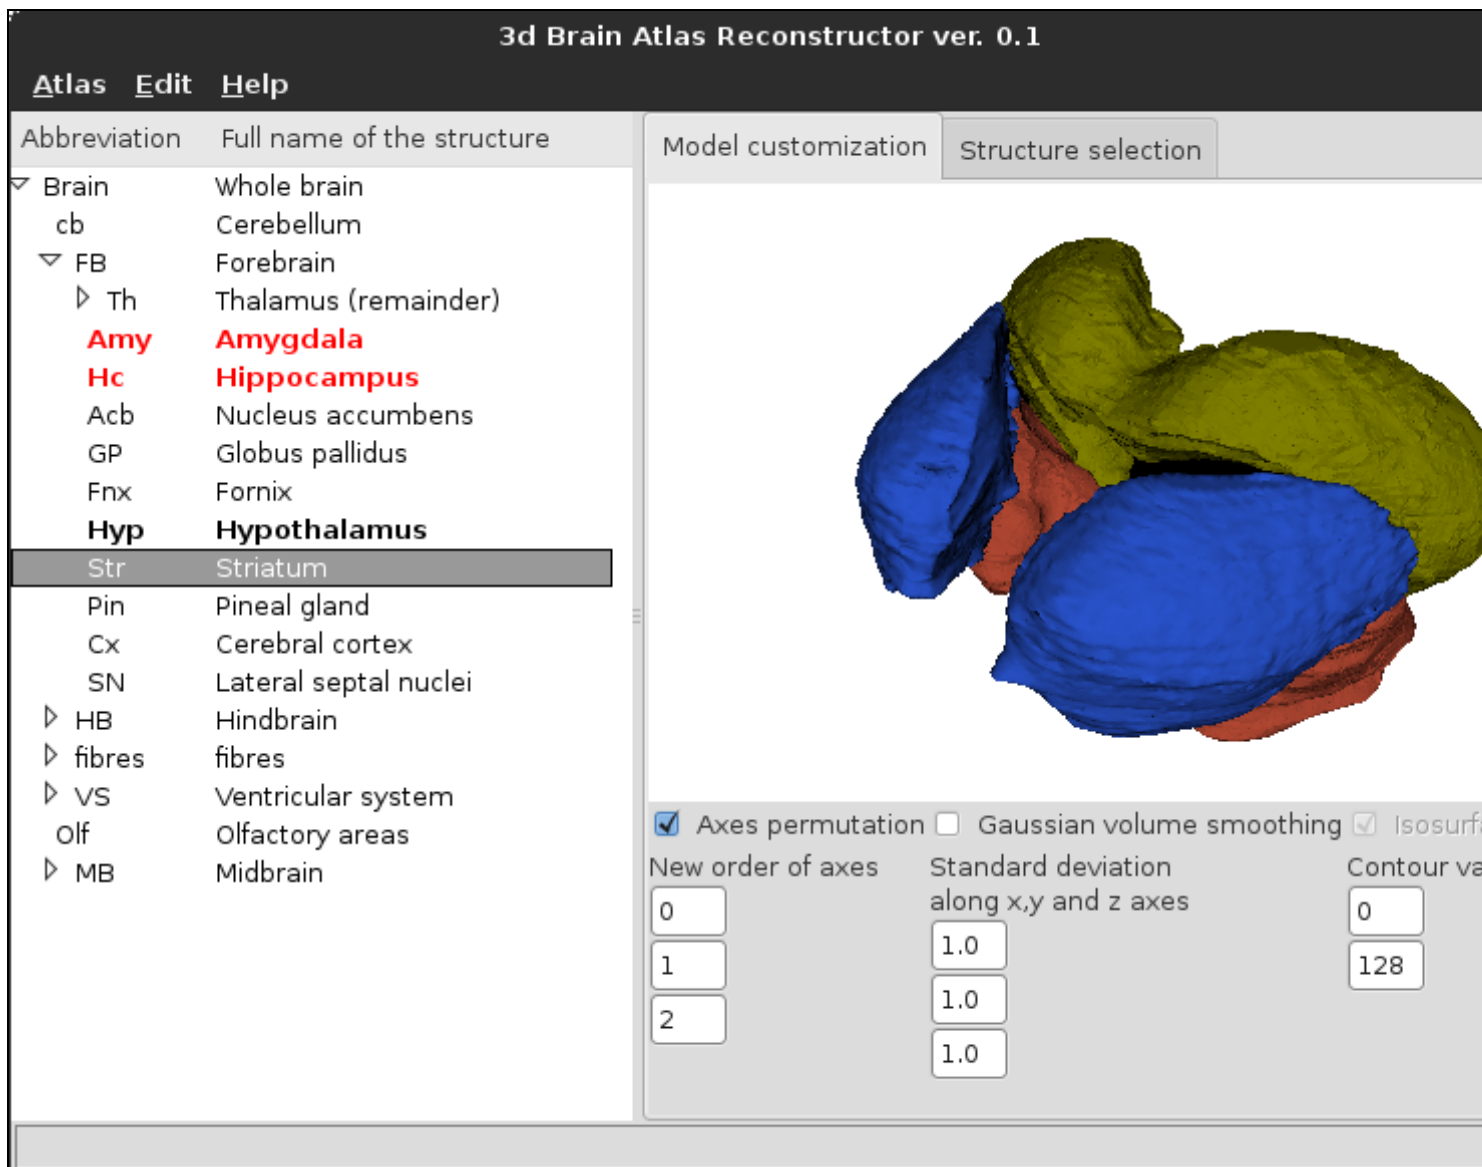 3d Brain Atlas Reconstructor ver. 0.1
Atlas Edit Help
Abbreviation Full name of the structure
Model customization Structure selection
Brain Whole brain
cb Cerebellum
FB Forebrain
Th Thalamus (remainder)
Amy Amygdala
Hc Hippocampus
Acb Nucleus accumbens
GP Globus pallidus
Fnx Fornix
Hyp Hypothalamus
Str Striatum
Pin Pineal gland
Cx Cerebral cortex
SN Lateral septal nuclei
HB Hindbrain
fibres fibres
VS Ventricular system
Olf Olfactory areas
MB Midbrain
Axes permutation Gaussian volume smoothing
New order of axes
0
1
2
Standard deviation
along x,y and z axes
1.0
1.0
1.0
Contour
0
128